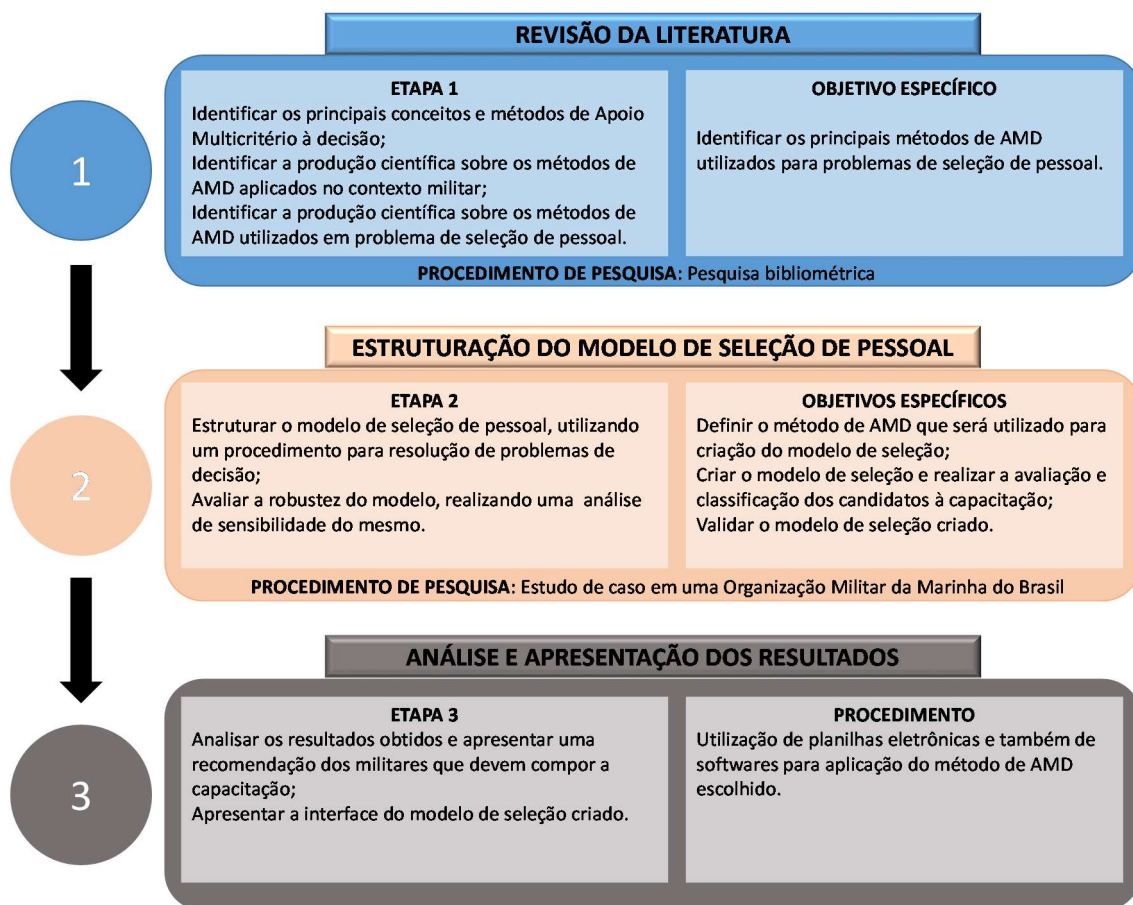 REVISÃO DA LITERATURA
1
ETAPA 1
Identificar os principais conceitos e métodos de Apoio
Multicritério à decisão;
Identificar a produção científica sobre os métodos de
AMD aplicados no contexto militar;
Identificar a produção científica sobre os métodos de
AMD utilizados em problema de seleção de pessoal.
OBJETIVO ESPECÍFICO
Identificar os principais métodos de AMD
utilizados para problemas de seleção de pessoal.
PROCEDIMENTO DE PESQUISA: Pesquisa bibliométrica
ESTRUTURAÇÃO DO MODELO DE SELEÇÃO DE PESSOAL
2
ETAPA 2
Estruturar o modelo de seleção de pessoal, utilizando
um procedimento para resolução de problemas de
decisão;
Avaliar a robustez do modelo, realizando uma análise
de sensibilidade do mesmo.
OBJETIVOS ESPECÍFICOS
Definir o método de AMD que será utilizado para
criação do modelo de seleção;
Criar o modelo de seleção e realizar a avaliação e
classificação dos candidatos à capacitação;
Validar o modelo de seleção criado.
PROCEDIMENTO DE PESQUISA: Estudo de caso em uma Organização Militar da Marinha do Brasil
ANÁLISE E APRESENTAÇÃO DOS RESULTADOS
3
ETAPA 3
Analisar os resultados obtidos e apresentar uma
recomendação dos militares que devem compor a
capacitação;
Apresentar a interface do modelo de seleção criado.
PROCEDIMENTO
Utilização de planilhas eletrônicas e também de
softwares para aplicação do método de AMD
escolhido.